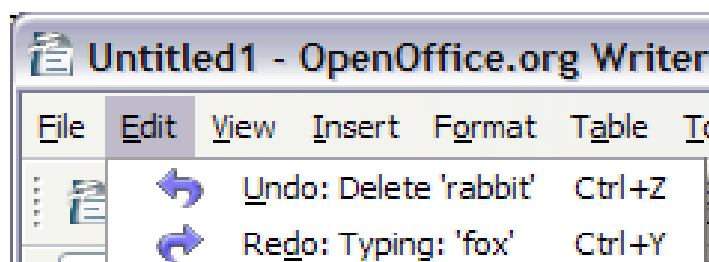 Untitled1 - OpenOffice.org Writer
File Edit View Insert Format Table
Undo: Delete 'rabbit' Ctrl+Z
Redo: Typing: 'fox' Ctrl+Y